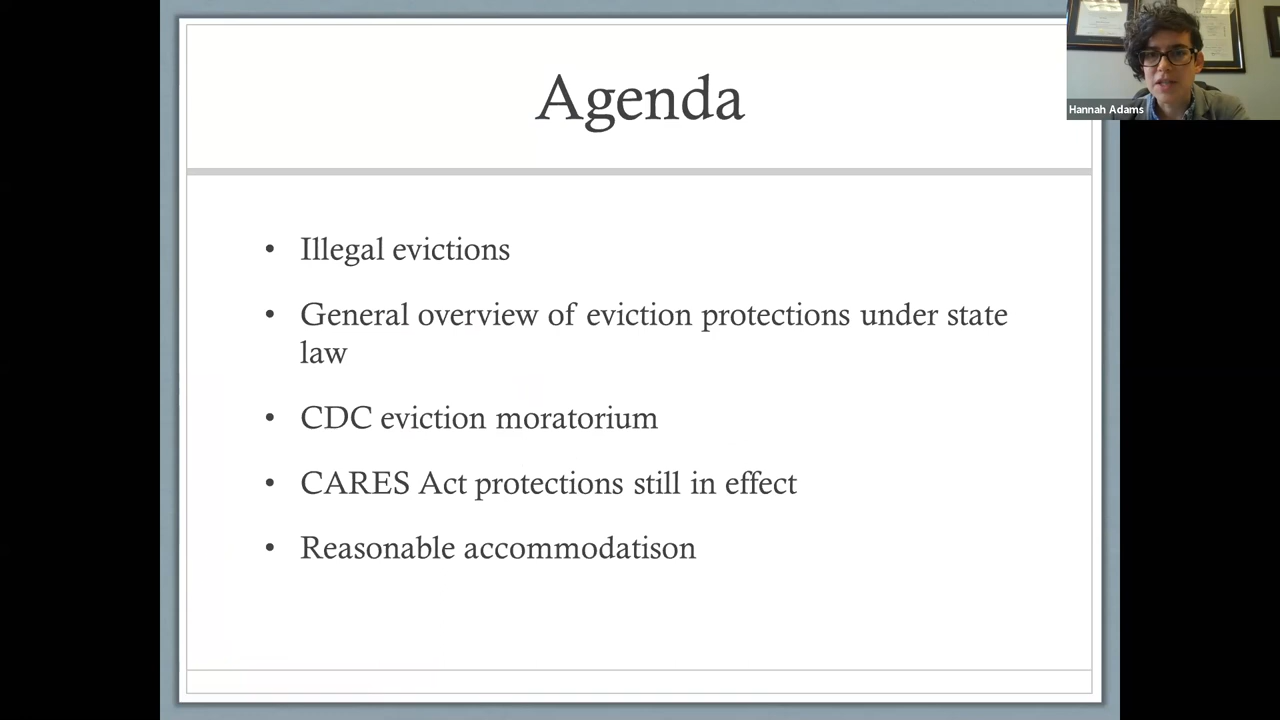 Agenda
Hannah Adams
• Illegal evictions
• General overview of eviction protections under state
law
• CDC eviction moratorium
• CARES Act protections still in effect
• Reasonable accommodatison